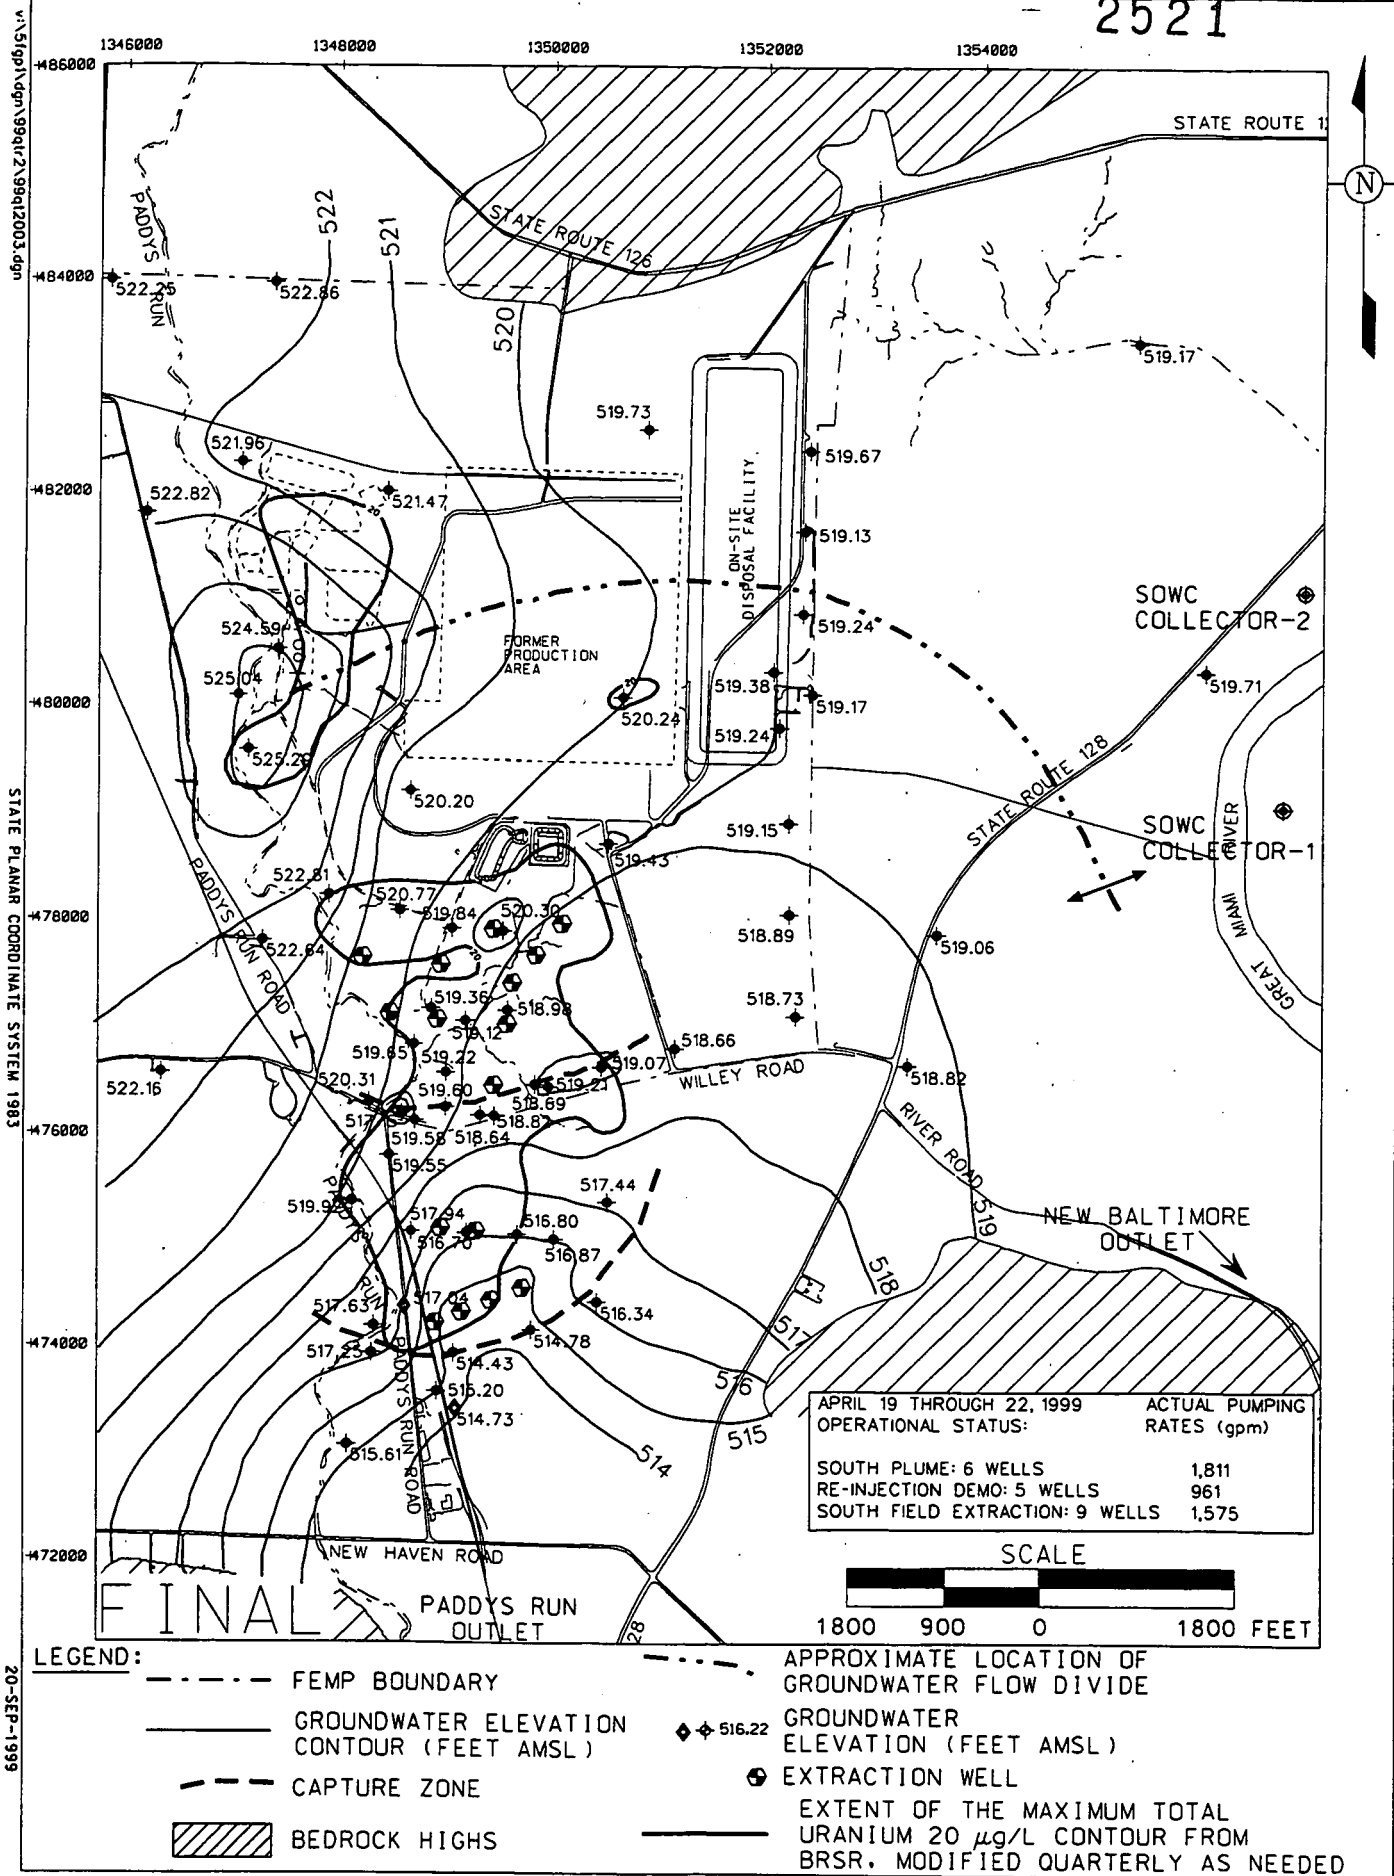 2521
v:\5fgp1\dgn\99qtr2\99q12003.dgn
STATE PLANAR COORDINATE SYSTEM 1983
20-SEP-1999
1346000
1348000
1350000
1352000
1354000
486000
484000
482000
480000
478000
476000
474000
472000
N
STATE ROUTE 1
STATE ROUTE 126
PADDYS RUN
522
521
520
522.25
522.86
519.17
519.73
519.67
521.96
522.82
521.47
519.13
ON-SITE
DISPOSAL FACILITY
SOWC
COLLECTOR-2
524.59
519.24
FORMER
PRODUCTION
AREA
525.04
519.38
519.71
519.17
520.24
519.24
20
20
STATE ROUTE 128
520.20
519.15
SOWC
COLLECTOR-1
GREAT MIAMI RIVER
519.43
PADDYS RUN ROAD
522.81
520.77
519.84
520.30
518.89
519.06
522.64
20
519.36
518.98
518.73
519.12
519.65
519.22
519.07
518.66
WILLEY ROAD
522.16
520.31
519.60
519.21
518.69
518.82
519.58
518.64
519.55
RIVER ROAD
PADDYS RUN
517.44
517.94
516.80
516.70
516.87
519
NEW BALTIMORE
OUTLET
518
517.04
517.63
516.34
517
517.25
514.78
514.43
516
PADDYS RUN ROAD
514.73
515
514
515.61
APRIL 19 THROUGH 22, 1999 ACTUAL PUMPING
OPERATIONAL STATUS: RATES (gpm)
SOUTH PLUME: 6 WELLS 1,811
RE-INJECTION DEMO: 5 WELLS 961
SOUTH FIELD EXTRACTION: 9 WELLS 1,575
NEW HAVEN ROAD
SCALE
1800 900 0 1800 FEET
FINAL
PADDYS RUN
OUTLET
28
LEGEND:
FEMP BOUNDARY
GROUNDWATER ELEVATION
CONTOUR (FEET AMSL)
CAPTURE ZONE
BEDROCK HIGHS
APPROXIMATE LOCATION OF
GROUNDWATER FLOW DIVIDE
516.22 GROUNDWATER
ELEVATION (FEET AMSL)
EXTRACTION WELL
EXTENT OF THE MAXIMUM TOTAL
URANIUM 20 µg/L CONTOUR FROM
BRSR. MODIFIED QUARTERLY AS NEEDED